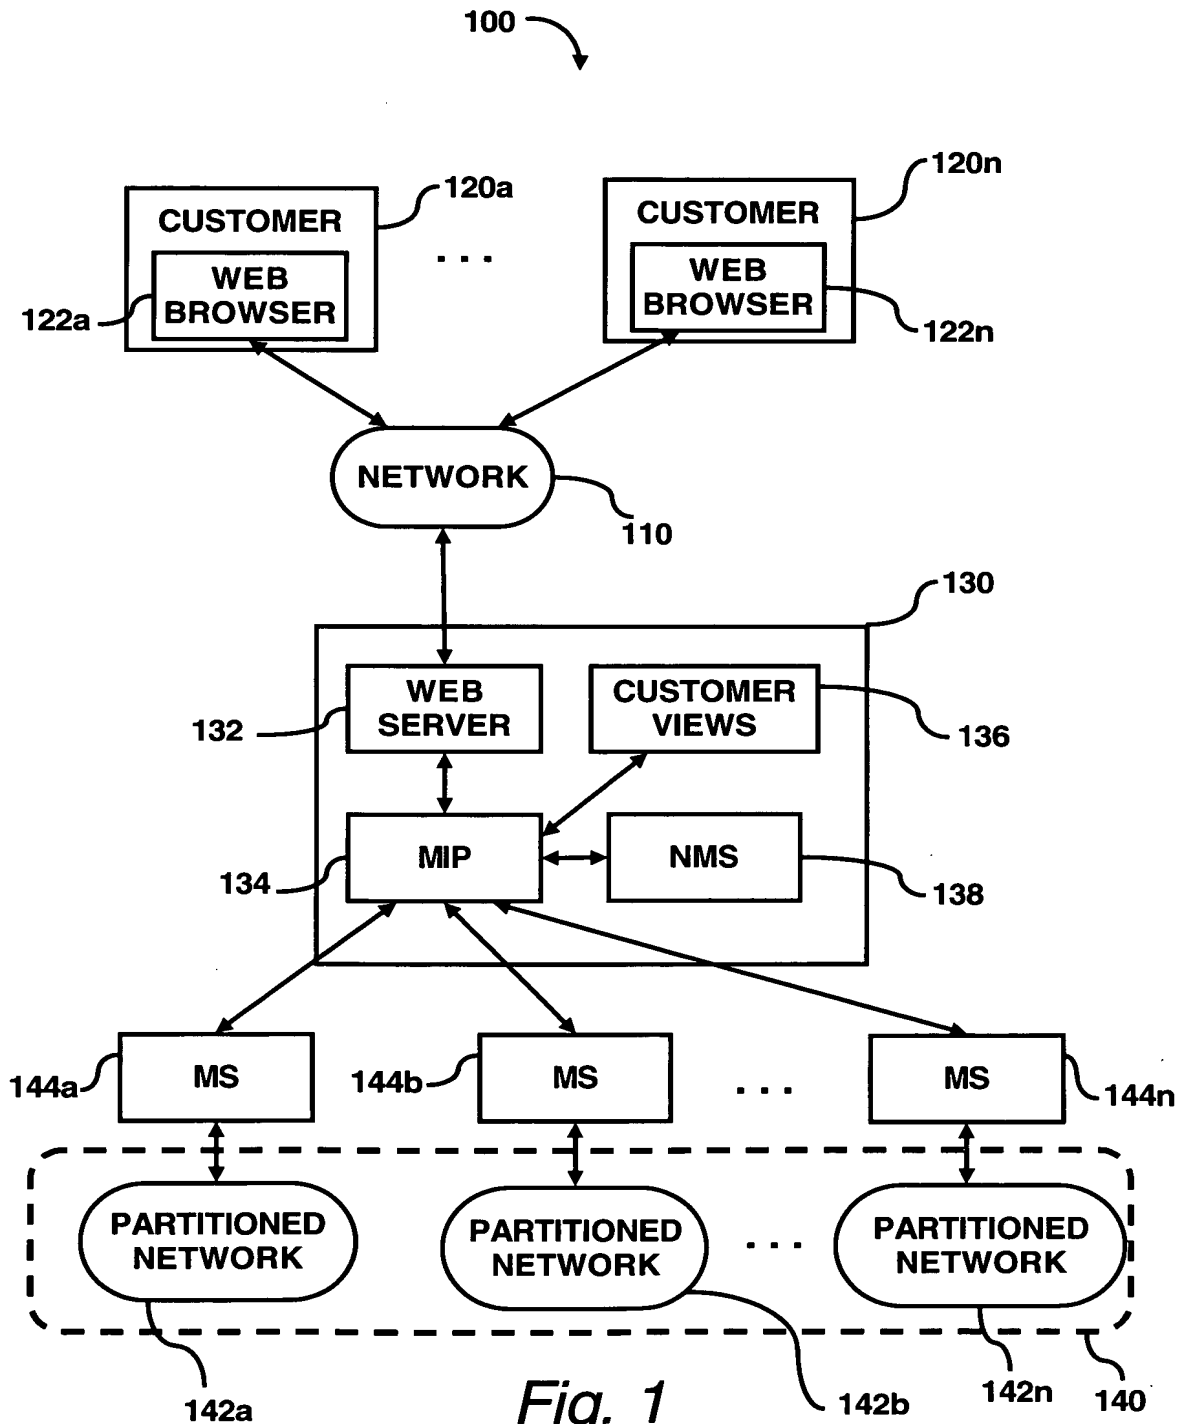 100
120a
120n
CUSTOMER
CUSTOMER
WEB
BROWSER
WEB
BROWSER
. . .
122a
122n
NETWORK
110
130
WEB
SERVER
CUSTOMER
VIEWS
132
136
MIP
NMS
134
138
MS
MS
MS
144a
144b
. . .
144n
PARTITIONED
NETWORK
PARTITIONED
NETWORK
. . .
PARTITIONED
NETWORK
142a
142b
142n
140
Fig. 1